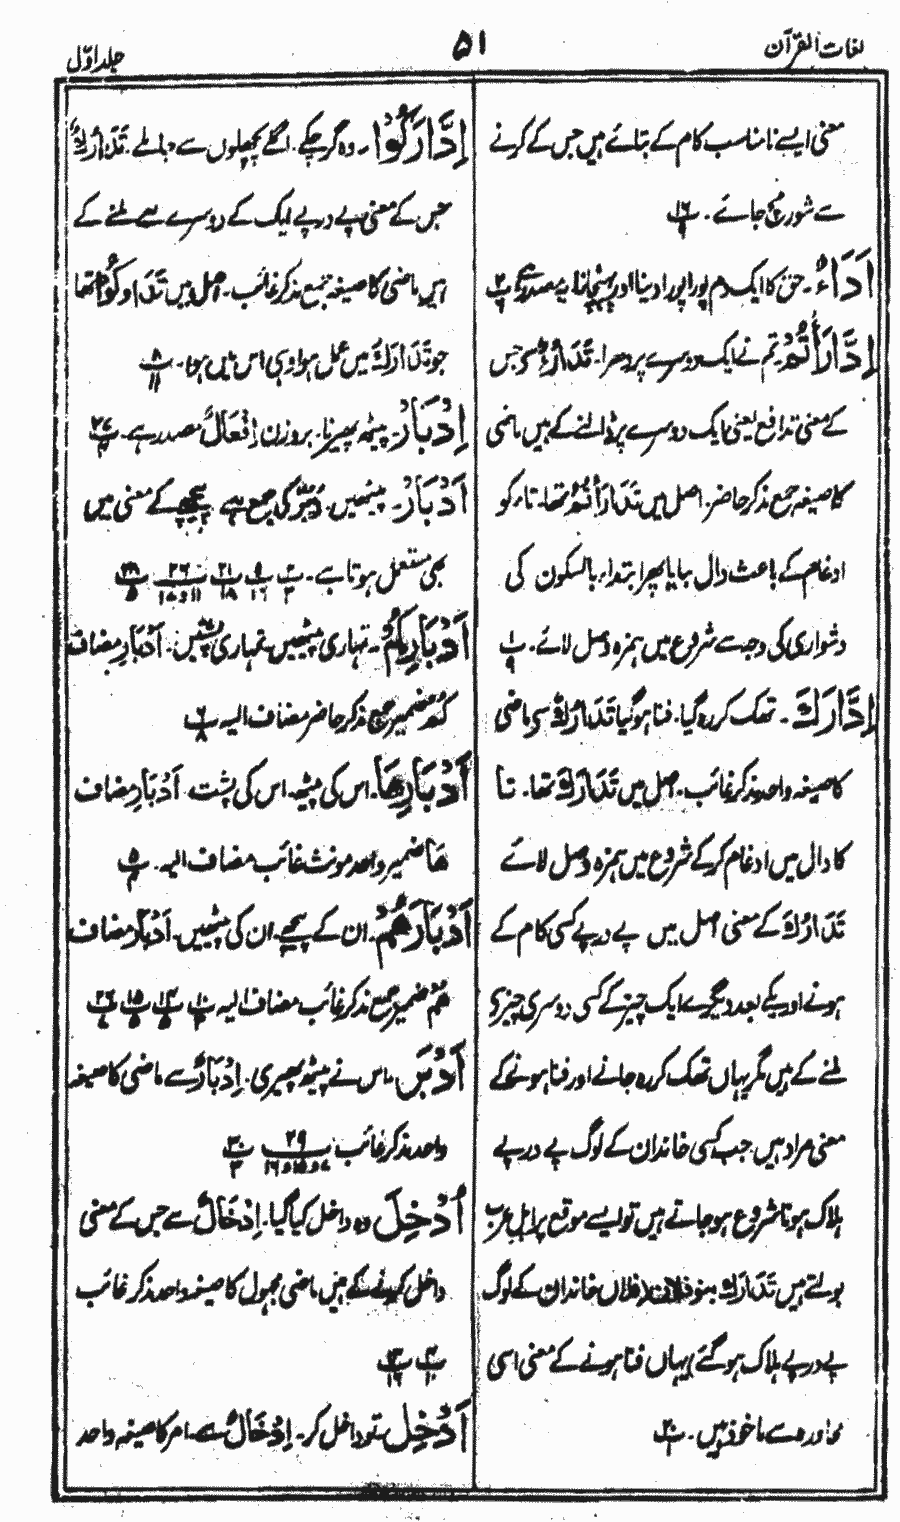 لغات القرآن
۵۱
جلد اوّل
معنی ایسے نامناسب کام کے بتائے ہیں جس کے کرنے
سے شور مچ جائے۔
اَدَاءٌ۔ حق کا ایک دم پورا پورا دینا اور پہنچانا یہ مصدر ہے
اِدَّارَأْتُمْ۔ تم نے ایک دوسرے پر دھرا۔ تَدَارُؤٌ سے جس
کے معنی تدافع یعنی ایک دوسرے پر ڈالنے کے ہیں ماضی
کا صیغہ جمع مذکر حاضر۔ اصل میں تَدَارَأْتُمْ تھا۔ تاء کو
ادغام کے باعث دال بنایا پھر ابتداء بالسکون کی
دشواری کی وجہ سے شروع میں ہمزہ وصل لائے۔
اِدَّارَكَ۔ تھک کر رہ گیا۔ فنا ہو گیا تَدَارُكٌ سے ماضی
کا صیغہ واحد مذکر غائب۔ اصل میں تَدَارَكَ تھا۔ تا
کا دال میں ادغام کر کے شروع میں ہمزہ وصل لائے
تَدَارُكَ کے معنی اصل میں پے درپے کسی کام کے
ہونے اور یکے بعد دیگرے ایک چیز کے کسی دوسری چیز کو
ملنے کے ہیں مگر یہاں تھک کر رہ جانے اور فنا ہونے کے
معنی مراد ہیں۔ جب کسی خاندان کے لوگ پے درپے
ہلاک ہونا شروع ہو جاتے ہیں تو ایسے موقع پر اہل عرب
بولتے ہیں تَدَارَكَ بنو فلان (فلاں خاندان کے لوگ
پے درپے ہلاک ہو گئے) یہاں فنا ہونے کے معنی اسی
محاورہ سے ماخوذ ہیں۔
اِدَّارَكُوْا۔ وہ گر چکے۔ اگلے پچھلوں سے جا ملے تَدَارُكٌ
جس کے معنی پے درپے ایک کے دوسرے سے ملنے کے
ہیں ماضی کا صیغہ جمع مذکر غائب۔ اصل میں تَدَارَكُوْا تھا
جو تَدَارَكَ میں عمل ہوا وہی اس میں ہوا۔
اِدْبَارَ۔ پیٹھ پھیرنا۔ بروزن اِفْعَالٌ مصدر ہے۔
اَدْبَارَ۔ پیٹھیں۔ دُبُرٌ کی جمع ہے پیچھے کے معنی میں
بھی مستعمل ہوتا ہے۔
اَدْبَارِكُمْ۔ تمہاری پیٹھیں۔ تمہاری پشتیں۔ اَدْبَارِ مضاف
كُمْ ضمیر جمع مذکر حاضر مضاف الیہ
اَدْبَارِهَا۔ اس کی پیٹھ۔ اس کی پشت۔ اَدْبَارِ مضاف
هَا ضمیر واحد مونث غائب مضاف الیہ۔
اَدْبَارَهُمْ۔ ان کے پیچھے۔ ان کی پیٹھیں۔ اَدْبَارَ مضاف
هُمْ ضمیر جمع مذکر غائب مضاف الیہ
اَدْبَرَ۔ اس نے پیٹھ پھیری۔ اِدْبَارٌ سے ماضی کا صیغہ
واحد مذکر غائب
اُدْخِلَ وہ داخل کیا گیا۔ اِدْخَالٌ سے جس کے معنی
داخل کرنے کے ہیں ماضی مجہول کا صیغہ واحد مذکر غائب
اَدْخِلْ۔ تو داخل کر۔ اِدْخَالٌ سے۔ امر کا صیغہ واحد